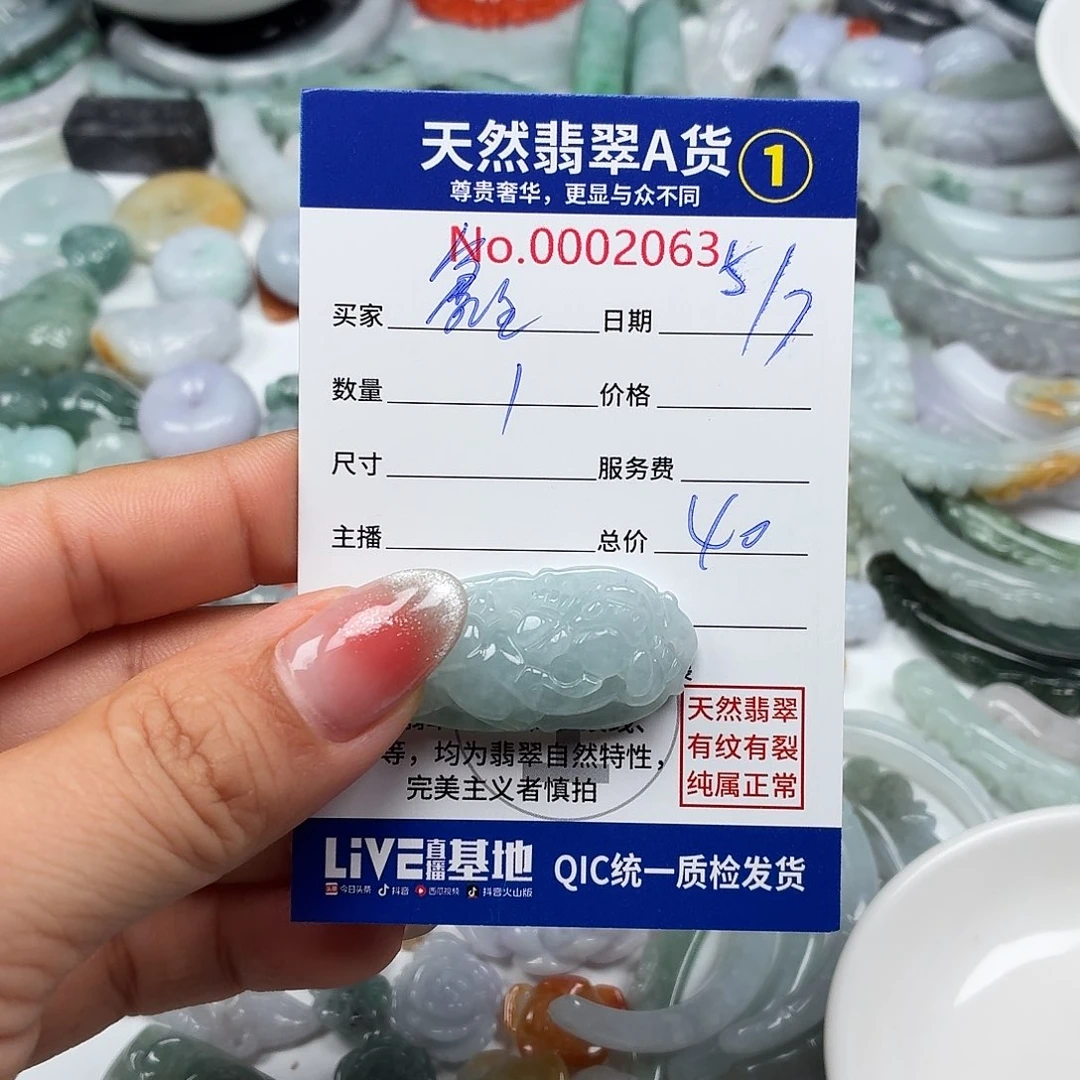 天然翡翠A货 1
尊贵奢华，更显与众不同
No.0002063
买家 日期 5/7
数量 1 价格
尺寸 服务费
主播 总价 40
等，均为翡翠自然特性，
完美主义者慎拍
天然翡翠
有纹有裂
纯属正常
LiVE直播基地 QIC统一质检发货
今日头条 抖音 西瓜视频 抖音火山版